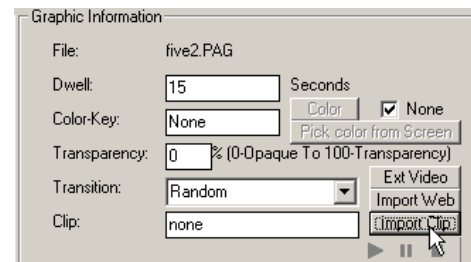 Graphic Information
File: five2.PAG
Dwell: 15 Seconds
Color-Key: None Color None
Pick color from Screen
Transparency: 0 % (0-Opaque To 100-Transparency)
Transition: Random Ext Video
Import Web
Clip: none Import Clip